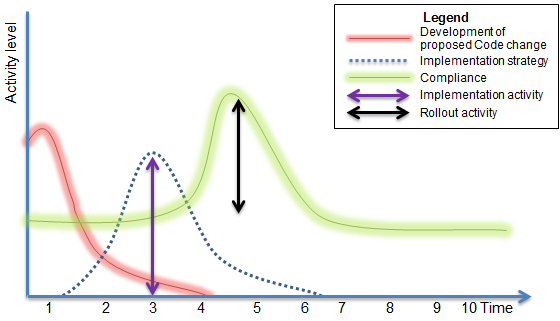 Activity level
Legend
Development of
proposed Code change
Implementation strategy
Compliance
Implementation activity
Rollout activity
1 2 3 4 5 6 7 8 9 10 Time